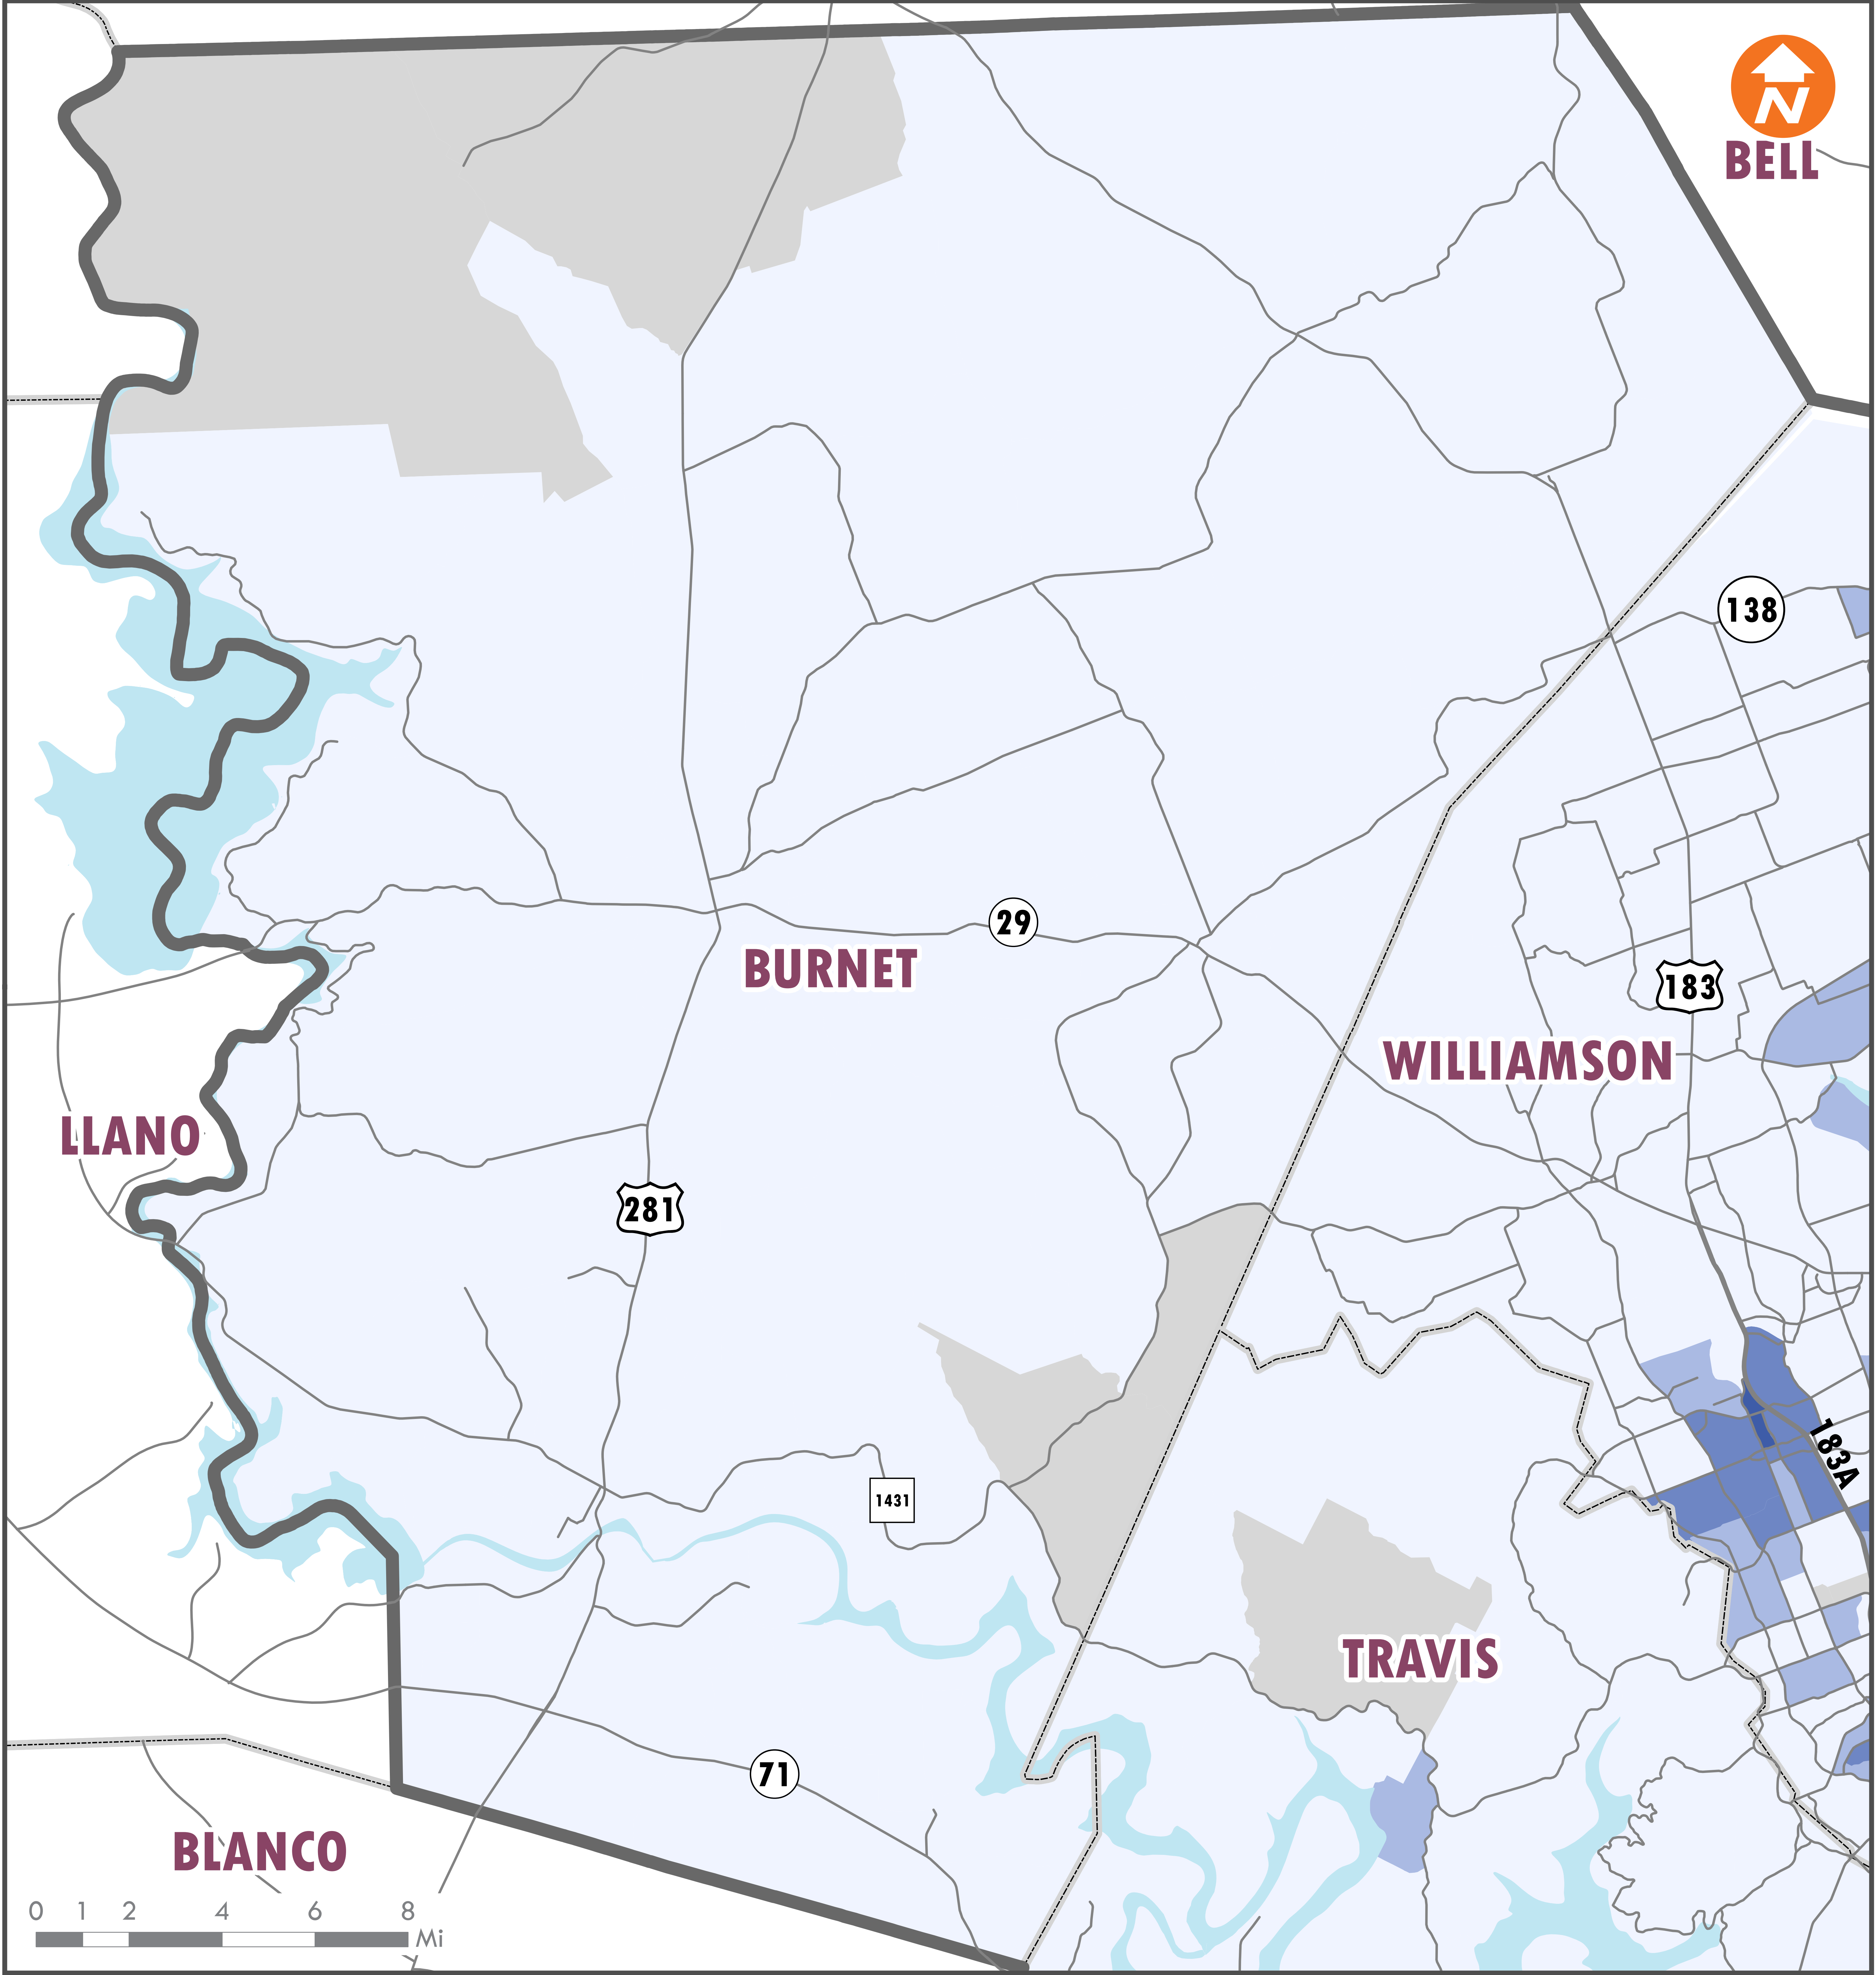 N
BELL
138
29
BURNET
183
WILLIAMSON
LLANO
281
183A
1431
TRAVIS
71
BLANCO
0 1 2 4 6 8
Mi